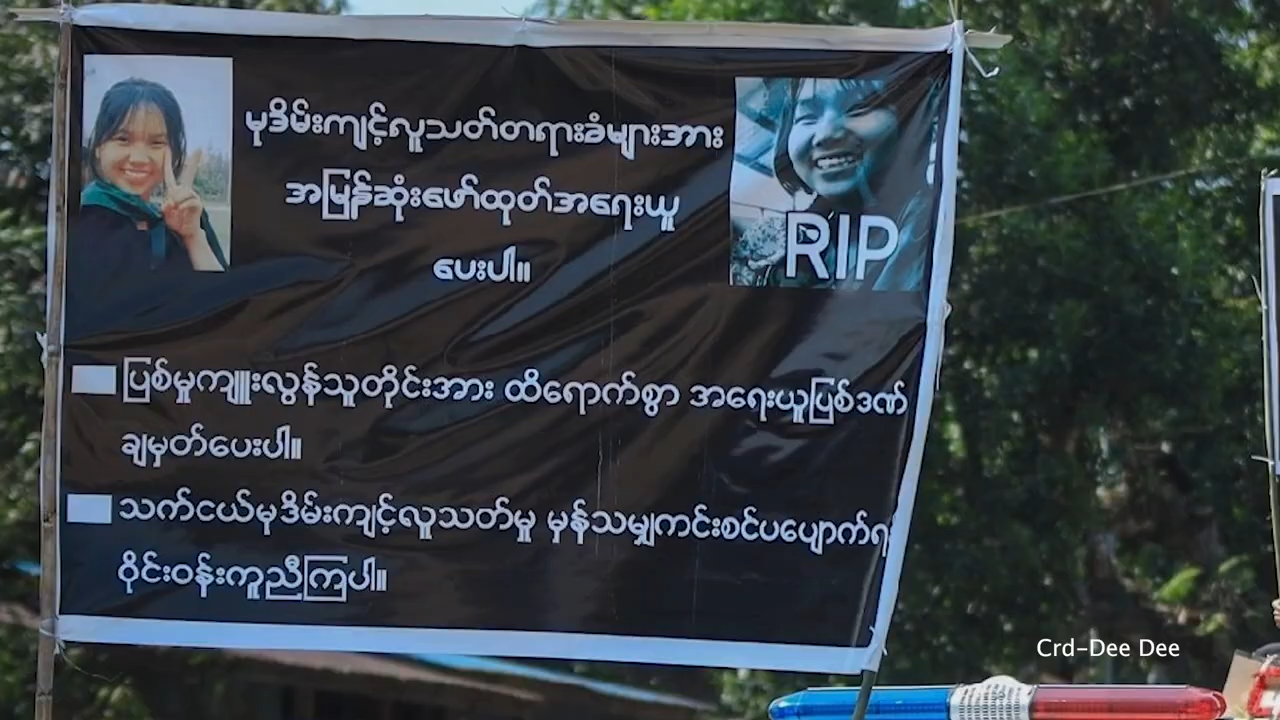 မုဒိမ်းကျင့်လူသတ်တရားခံများအား
အမြန်ဆုံးဖော်ထုတ်အရေးယူ
ပေးပါ။
RIP
ပြစ်မှုကျူးလွန်သူတိုင်းအား ထိရောက်စွာ အရေးယူပြစ်ဒဏ်
ချမှတ်ပေးပါ။
သက်ငယ်မုဒိမ်းကျင့်လူသတ်မှု မှန်သမျှကင်းစင်ပပျောက်ရ
ဝိုင်းဝန်းကူညီကြပါ။
Crd-Dee Dee